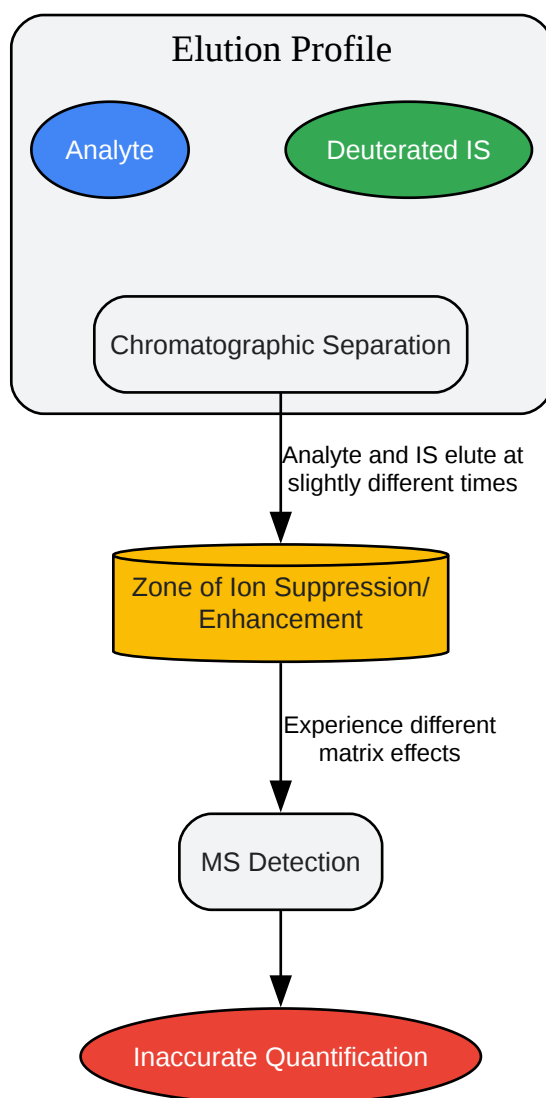 Elution Profile
Analyte
Deuterated IS
Chromatographic Separation
Analyte and IS elute at
slightly different times
Zone of Ion Suppression/
Enhancement
Experience different
matrix effects
MS Detection
Inaccurate Quantification